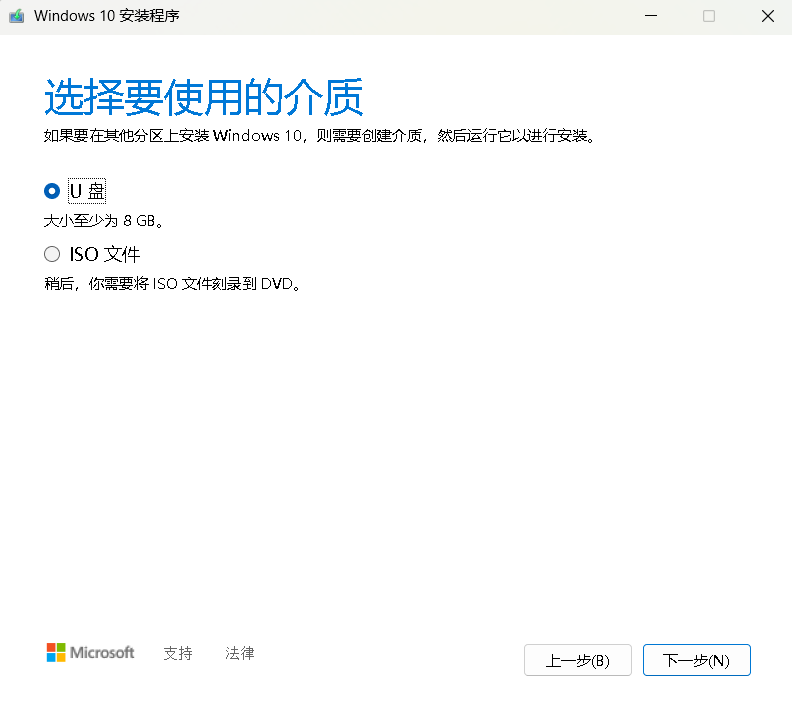 Windows 10 安装程序
选择要使用的介质
如果要在其他分区上安装 Windows 10，则需要创建介质，然后运行它以进行安装。
U 盘
大小至少为 8 GB。
ISO 文件
稍后，你需要将 ISO 文件刻录到 DVD。
Microsoft 支持 法律 上一步(B) 下一步(N)